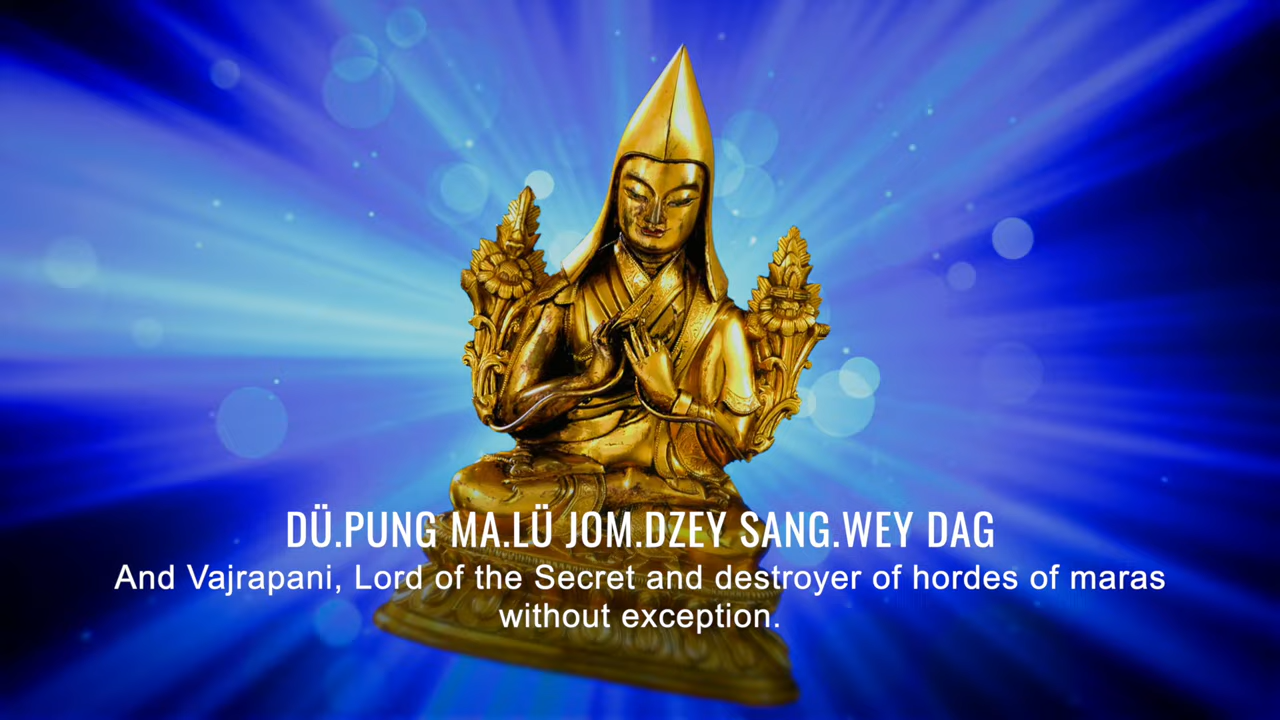 DÜ.PUNG MA.LÜ JOM.DZEY SANG.WEY DAG
And Vajrapani, Lord of the Secret and destroyer of hordes of maras
without exception.